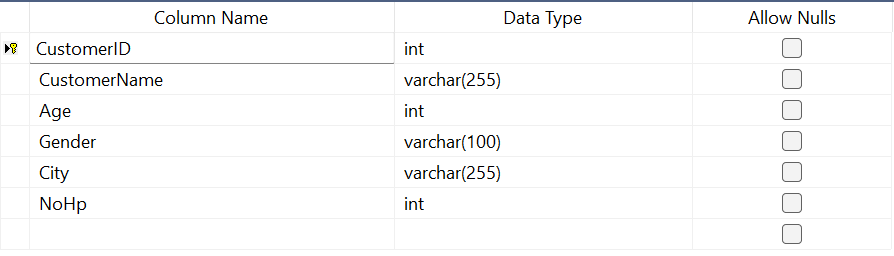 Column Name Data Type Allow Nulls
CustomerID int
CustomerName varchar(255)
Age int
Gender varchar(100)
City varchar(255)
NoHp int